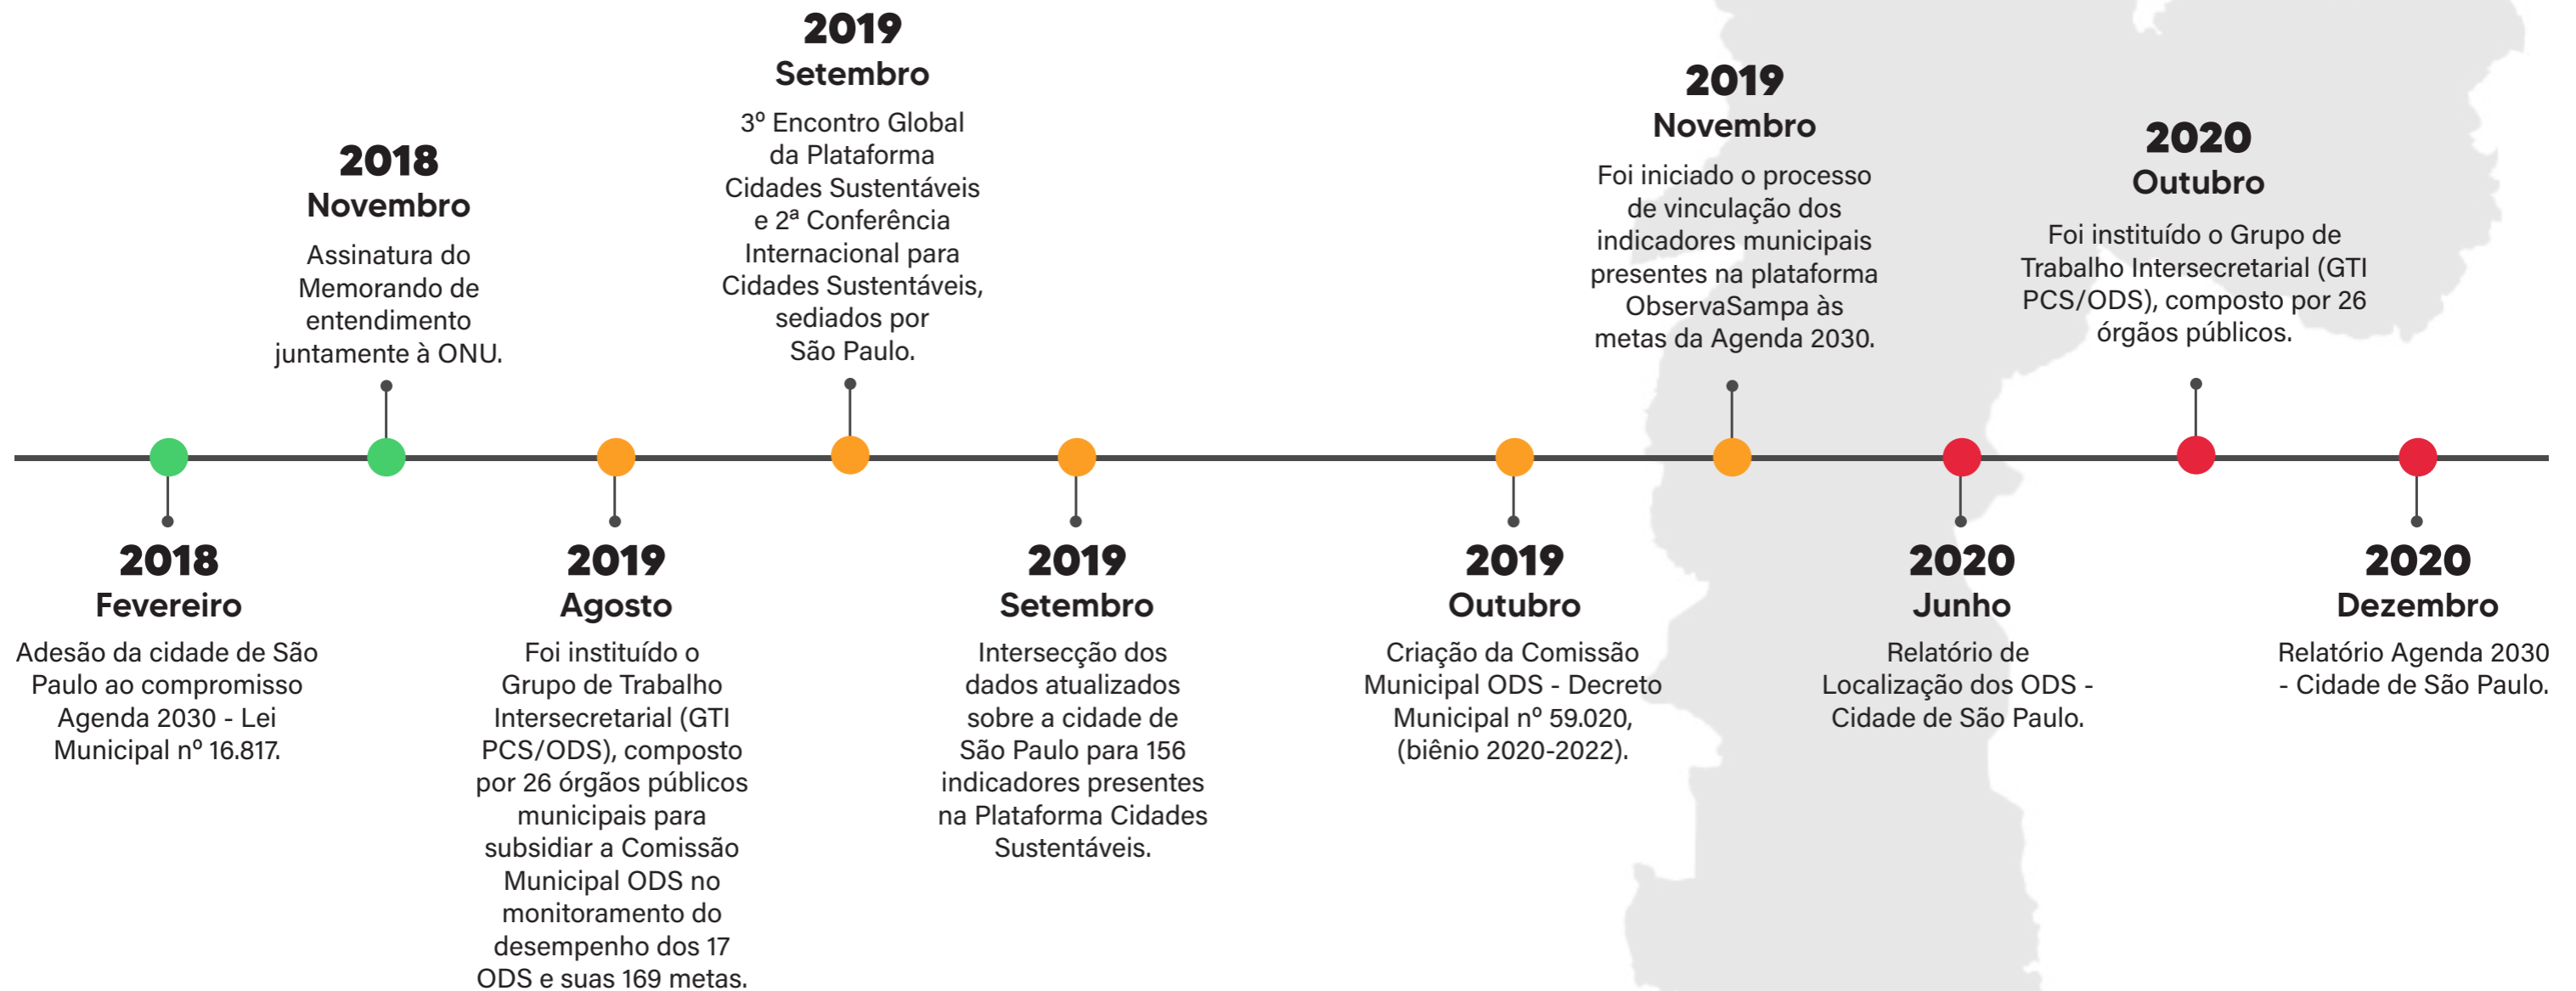 2018
Fevereiro
Adesão da cidade de São
Paulo ao compromisso
Agenda 2030 - Lei
Municipal nº 16.817.
2018
Novembro
Assinatura do
Memorando de
entendimento
juntamente à ONU.
2019
Agosto
Foi instituído o
Grupo de Trabalho
Intersecretarial (GTI
PCS/ODS), composto
por 26 órgãos públicos
municipais para
subsidiar a Comissão
Municipal ODS no
monitoramento do
desempenho dos 17
ODS e suas 169 metas.
2019
Setembro
3º Encontro Global
da Plataforma
Cidades Sustentáveis
e 2ª Conferência
Internacional para
Cidades Sustentáveis,
sediados por
São Paulo.
2019
Setembro
Intersecção dos
dados atualizados
sobre a cidade de
São Paulo para 156
indicadores presentes
na Plataforma Cidades
Sustentáveis.
2019
Outubro
Criação da Comissão
Municipal ODS - Decreto
Municipal nº 59.020,
(biênio 2020-2022).
2019
Novembro
Foi iniciado o processo
de vinculação dos
indicadores municipais
presentes na plataforma
ObservaSampa às
metas da Agenda 2030.
2020
Junho
Relatório de
Localização dos ODS -
Cidade de São Paulo.
2020
Outubro
Foi instituído o Grupo de
Trabalho Intersecretarial (GTI
PCS/ODS), composto por 26
órgãos públicos.
2020
Dezembro
Relatório Agenda 2030
- Cidade de São Paulo.